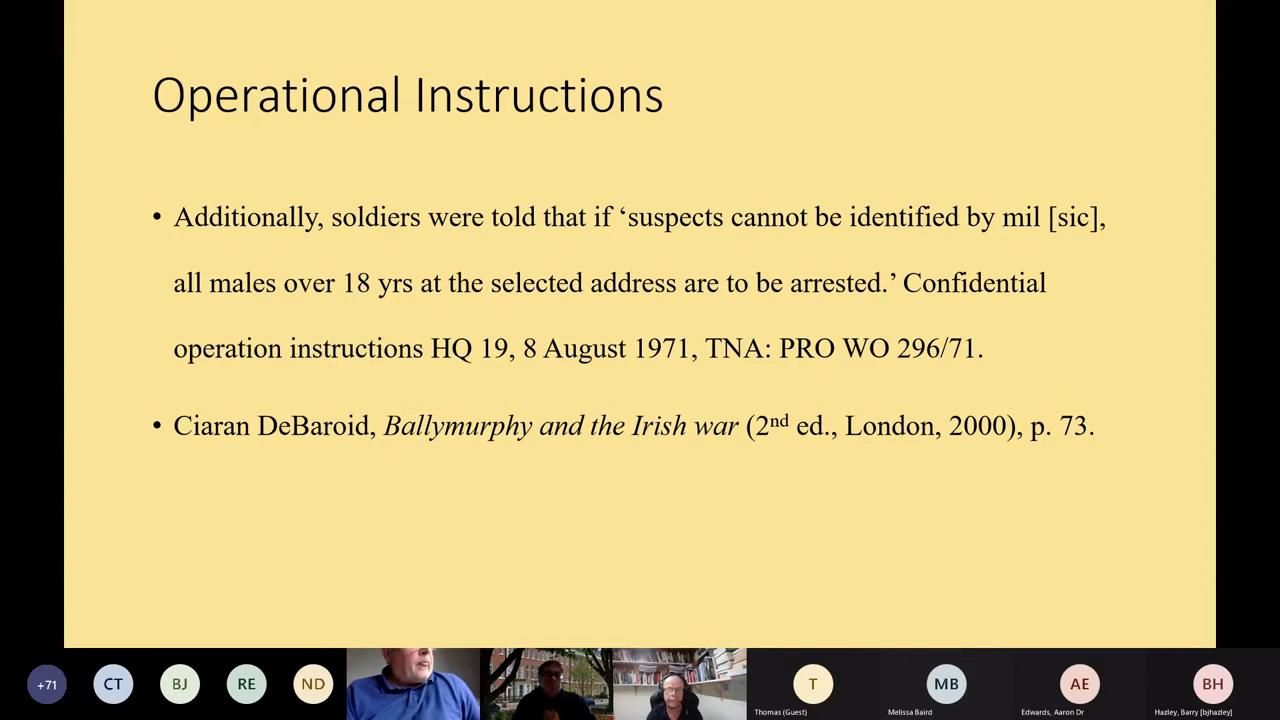 Operational Instructions
• Additionally, soldiers were told that if ‘suspects cannot be identified by mil [sic],
all males over 18 yrs at the selected address are to be arrested.’ Confidential
operation instructions HQ 19, 8 August 1971, TNA: PRO WO 296/71.
• Ciaran DeBaroid, Ballymurphy and the Irish war (2nd ed., London, 2000), p. 73.
+71 CT BJ RE ND T MB AE BH
Thomas (Guest) Melissa Baird Edwards, Aaron Dr Hazley, Barry [bjhazley]